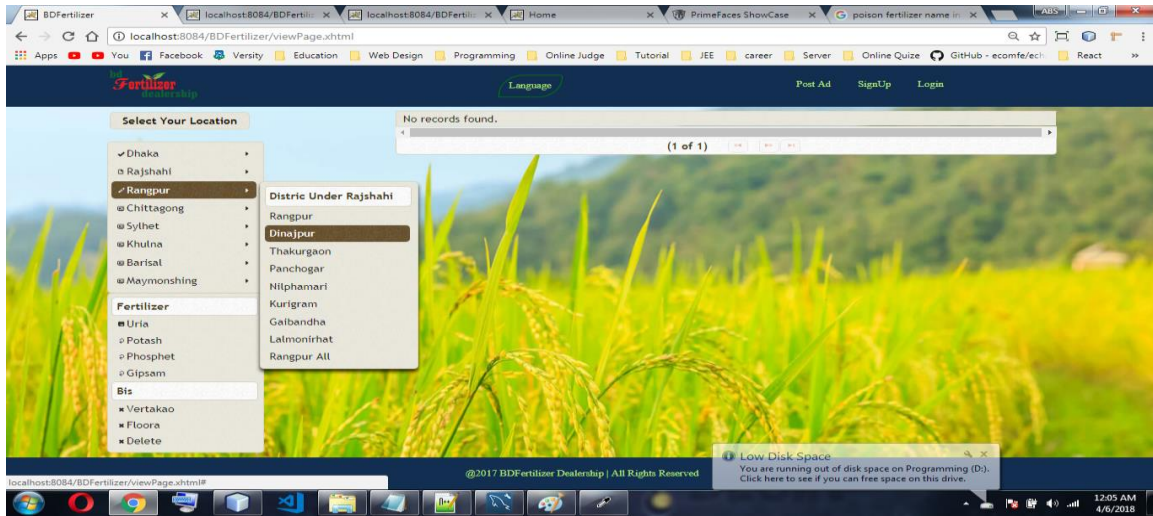 BDFertilizer
localhost:8084/BDFertiliz
localhost:8084/BDFertiliz
Home
PrimeFaces ShowCase
poison fertilizer name in
ABS
localhost:8084/BDFertilizer/viewPage.xhtml
Apps You Facebook Versity Education Web Design Programming Online Judge Tutorial JEE career Server Online Quize GitHub - ecomfe/ech React »
bd
Fertilizer
dealership
Language
Post Ad SignUp Login
Select Your Location
No records found.
(1 of 1)
Dhaka
Rajshahi
Rangpur
Chittagong
Sylhet
Khulna
Barisal
Maymonshing
Distric Under Rajshahi
Rangpur
Dinajpur
Thakurgaon
Panchogar
Nilphamari
Kurigram
Gaibandha
Lalmonirhat
Rangpur All
Fertilizer
Uria
Potash
Phosphet
Gipsam
Bis
Vertakao
Floora
Delete
@2017 BDFertilizer Dealership | All Rights Reserved
Low Disk Space
You are running out of disk space on Programming (D:).
Click here to see if you can free space on this drive.
localhost:8084/BDFertilizer/viewPage.xhtml#
12:05 AM
4/6/2018